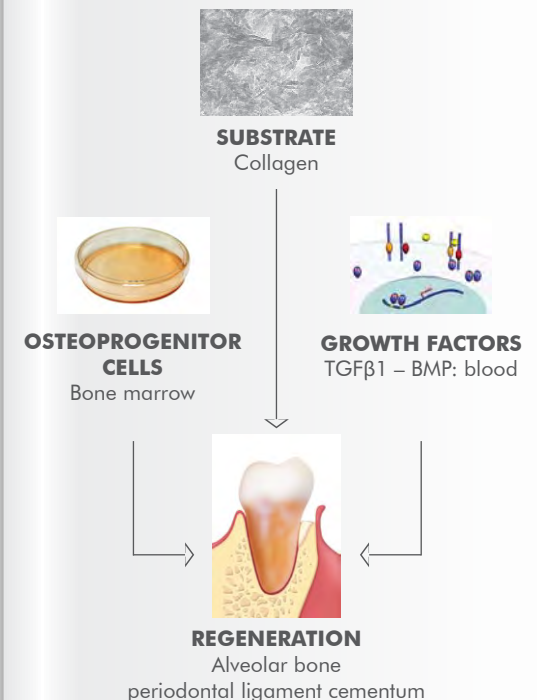 SUBSTRATE
Collagen
OSTEOPROGENITOR
CELLS
Bone marrow
GROWTH FACTORS
TGFβ1 – BMP: blood
REGENERATION
Alveolar bone
periodontal ligament cementum